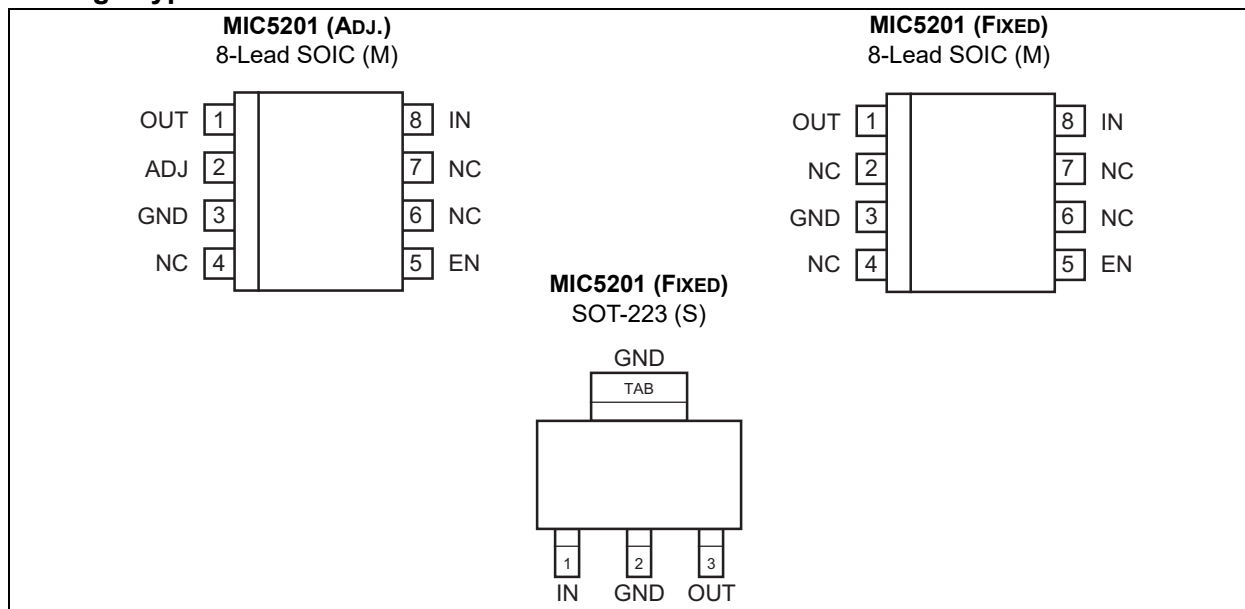 MIC5201 (ADJ.)
8-Lead SOIC (M)
OUT 1 8 IN
ADJ 2 7 NC
GND 3 6 NC
NC 4 5 EN
MIC5201 (FIXED)
8-Lead SOIC (M)
OUT 1 8 IN
NC 2 7 NC
GND 3 6 NC
NC 4 5 EN
MIC5201 (FIXED)
SOT-223 (S)
GND
TAB
1 2 3
IN GND OUT